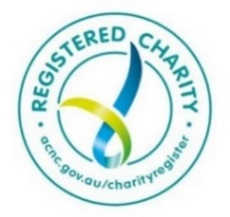 REGISTERED CHARITY
acnc.gov.au/charityregister